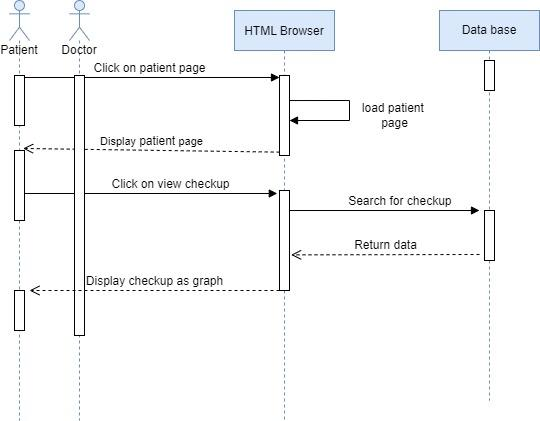 Patient
Doctor
HTML Browser
Data base
Click on patient page
load patient
page
Display patient page
Click on view checkup
Search for checkup
Return data
Display checkup as graph